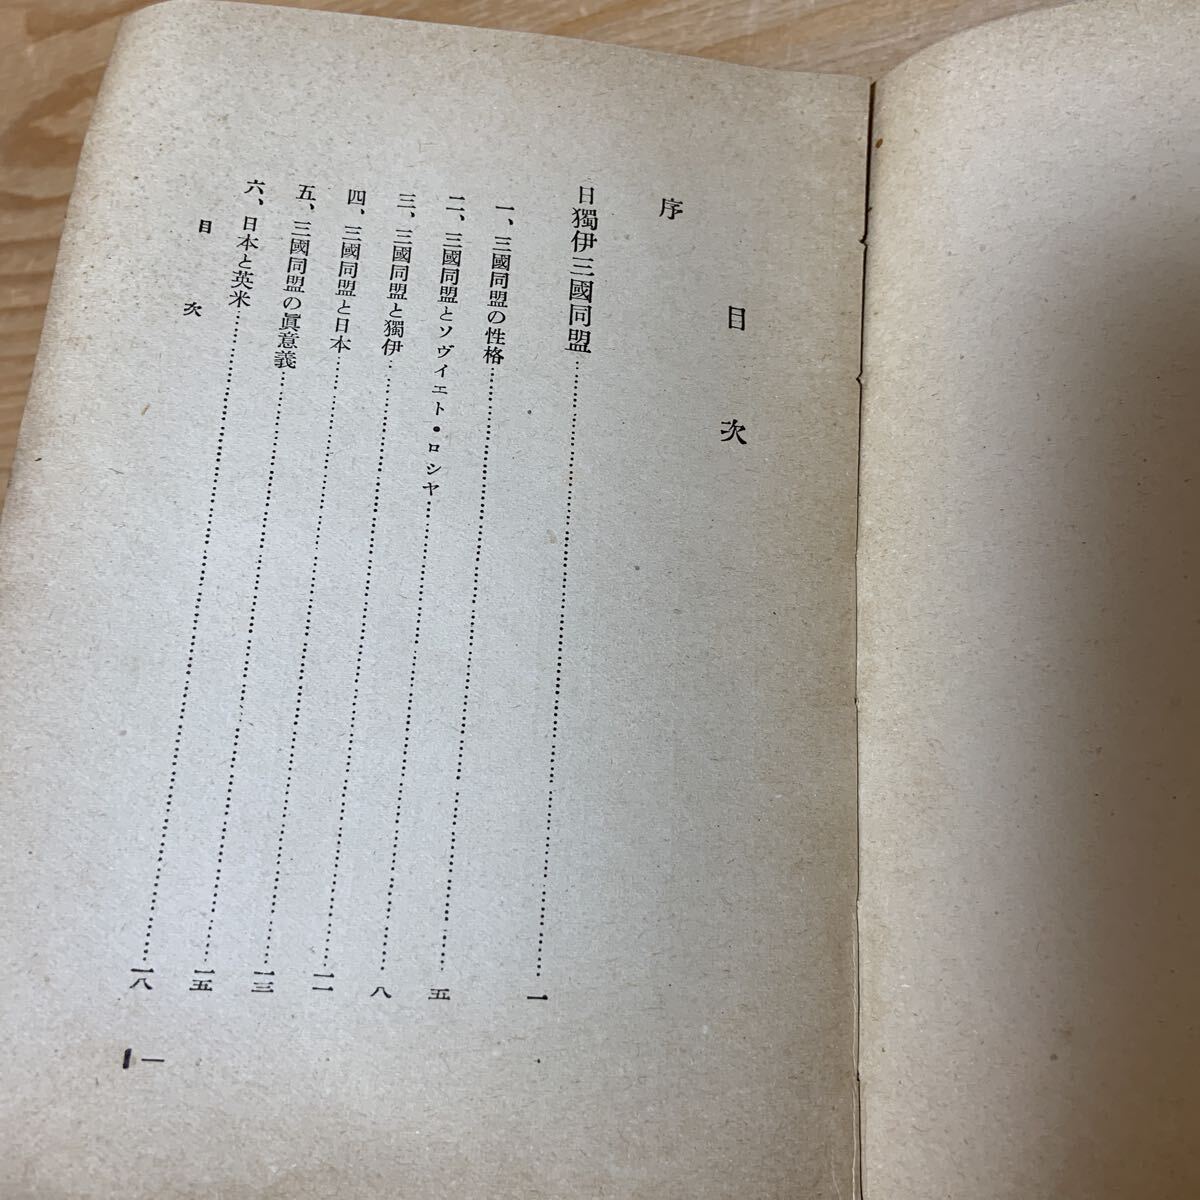 目次
序
日獨伊三國同盟……………………一
一、三國同盟の性格……………………五
二、三國同盟とソヴィエト・ロシヤ……………………八
三、三國同盟と獨伊……………………一一
四、三國同盟と日本……………………一三
五、三國同盟の眞意義……………………一五
六、日本と英米……………………一八
目次